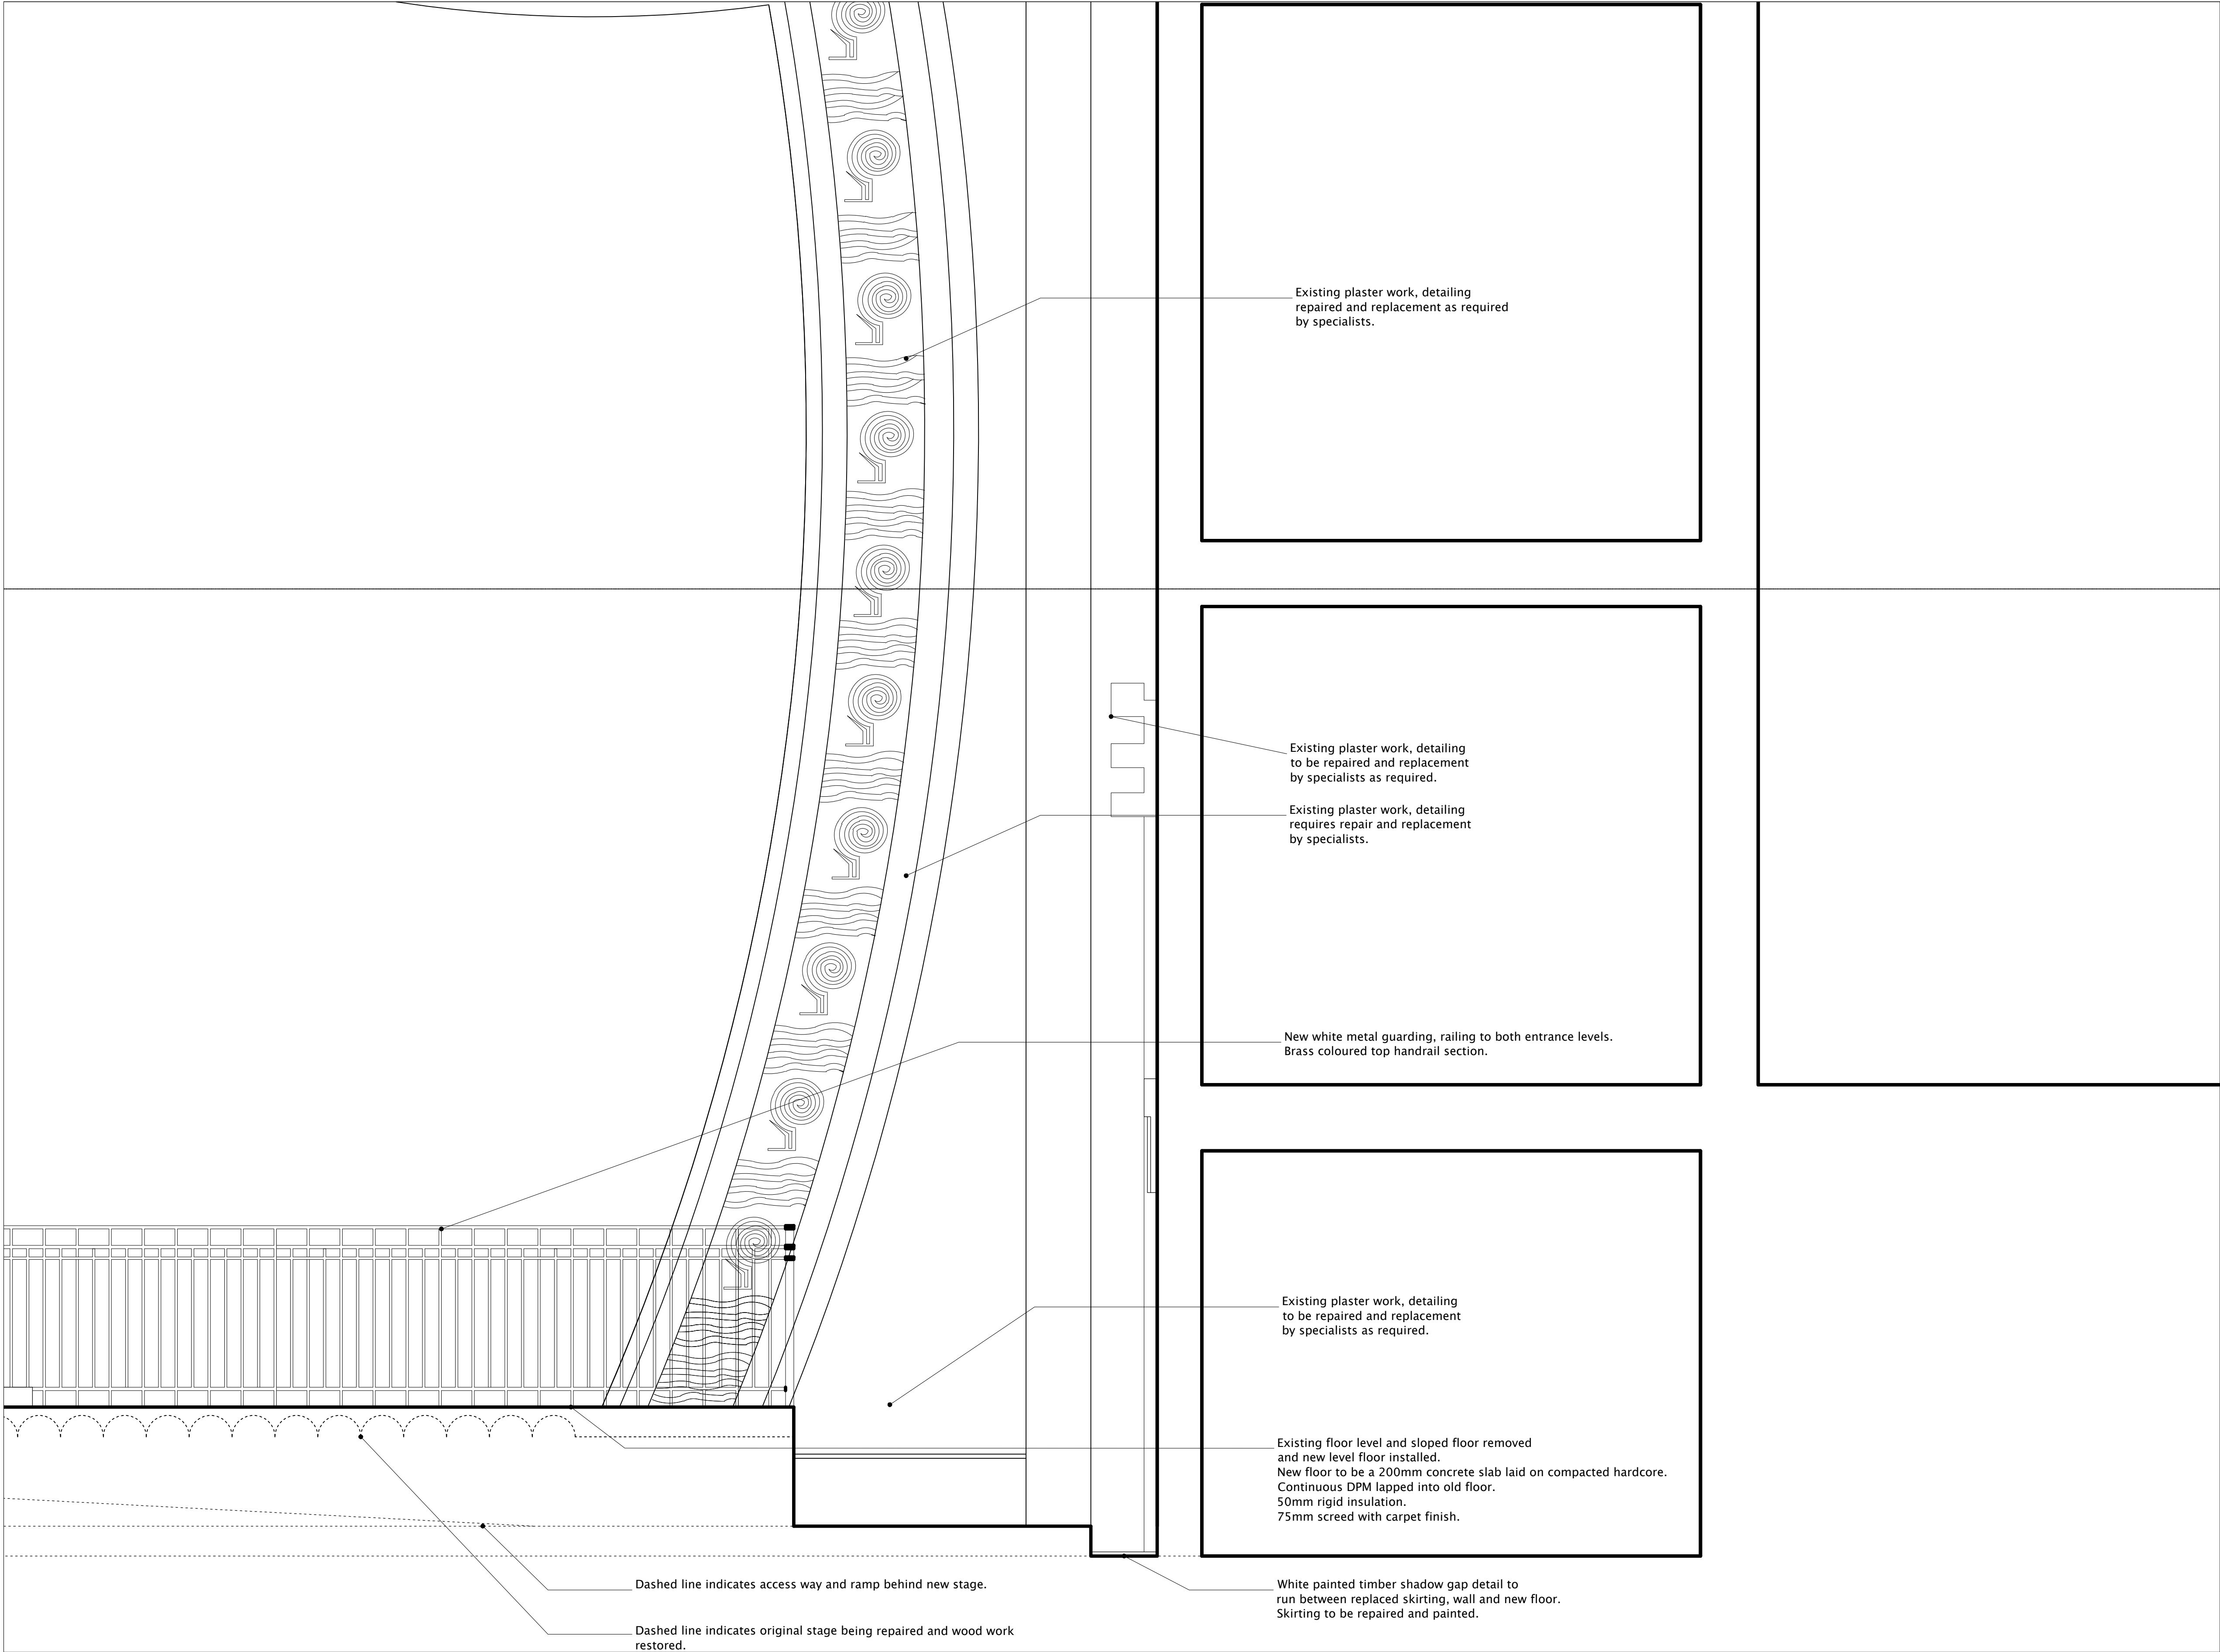 Existing plaster work, detailing
repaired and replacement as required
by specialists.
Existing plaster work, detailing
to be repaired and replacement
by specialists as required.
Existing plaster work, detailing
requires repair and replacement
by specialists.
New white metal guarding, railing to both entrance levels.
Brass coloured top handrail section.
Existing plaster work, detailing
to be repaired and replacement
by specialists as required.
Existing floor level and sloped floor removed
and new level floor installed.
New floor to be a 200mm concrete slab laid on compacted hardcore.
Continuous DPM lapped into old floor.
50mm rigid insulation.
75mm screed with carpet finish.
Dashed line indicates access way and ramp behind new stage.
White painted timber shadow gap detail to
run between replaced skirting, wall and new floor.
Skirting to be repaired and painted.
Dashed line indicates original stage being repaired and wood work
restored.